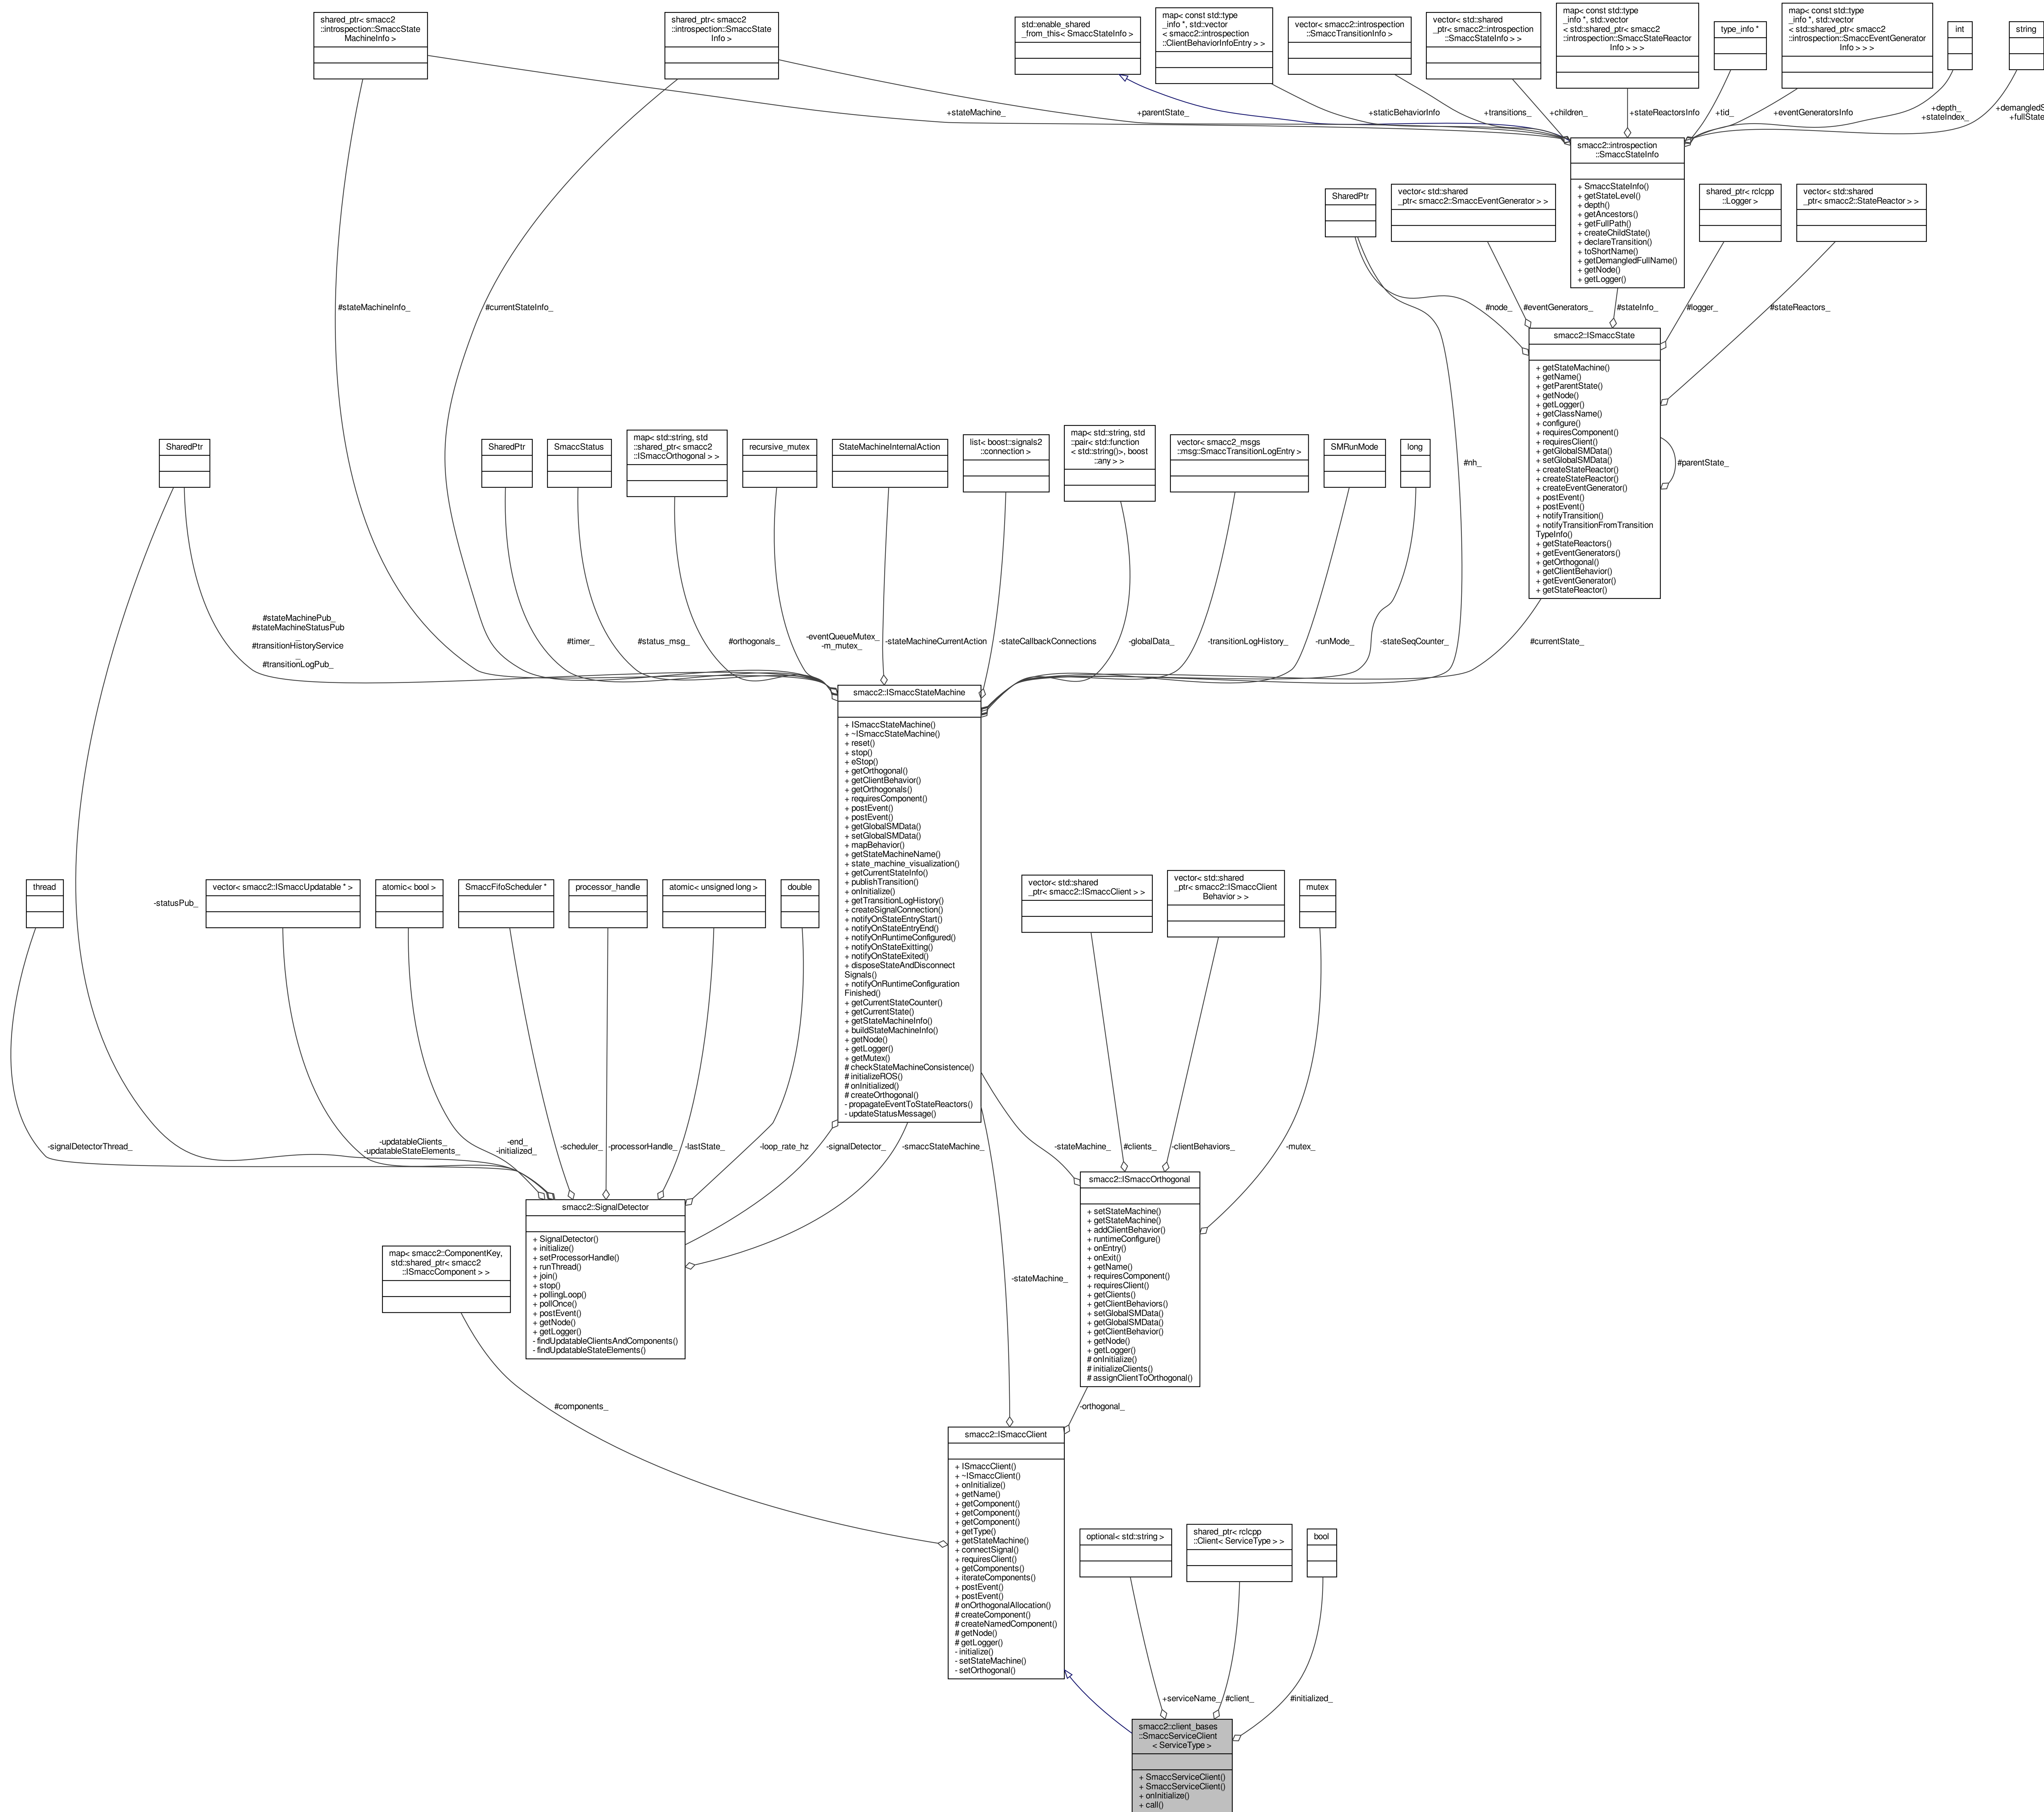 shared_ptr< smacc2
::introspection::SmaccState
MachineInfo >
shared_ptr< smacc2
::introspection::SmaccState
Info >
std::enable_shared
_from_this< SmaccStateInfo >
map< const std::type
_info *, std::vector
< smacc2::introspection
::ClientBehaviorInfoEntry > >
vector< smacc2::introspection
::SmaccTransitionInfo >
vector< std::shared
_ptr< smacc2::introspection
::SmaccStateInfo > >
map< const std::type
_info *, std::vector
< std::shared_ptr< smacc2
::introspection::SmaccStateReactor
Info > > >
type_info *
map< const std::type
_info *, std::vector
< std::shared_ptr< smacc2
::introspection::SmaccEventGenerator
Info > > >
int
string
+stateMachine_
+parentState_
+staticBehaviorInfo
+transitions_
+children_
+stateReactorsInfo
+tid_
+eventGeneratorsInfo
+depth_
+stateIndex_
+demangledS
+fullState
smacc2::introspection
::SmaccStateInfo
+ SmaccStateInfo()
+ getStateLevel()
+ depth()
+ getAncestors()
+ getFullPath()
+ createChildState()
+ declareTransition()
+ toShortName()
+ getDemangledFullName()
+ getNode()
+ getLogger()
SharedPtr
vector< std::shared
_ptr< smacc2::SmaccEventGenerator > >
shared_ptr< rclcpp
::Logger >
vector< std::shared
_ptr< smacc2::StateReactor > >
#stateMachineInfo_
#currentStateInfo_
#node_
#eventGenerators_
#stateInfo_
#logger_
#stateReactors_
smacc2::ISmaccState
+ getStateMachine()
+ getName()
+ getParentState()
+ getNode()
+ getLogger()
+ getClassName()
+ configure()
+ requiresComponent()
+ requiresClient()
+ getGlobalSMData()
+ setGlobalSMData()
+ createStateReactor()
+ createStateReactor()
+ createEventGenerator()
+ postEvent()
+ postEvent()
+ notifyTransition()
+ notifyTransitionFromTransition
TypeInfo()
+ getStateReactors()
+ getEventGenerators()
+ getOrthogonal()
+ getClientBehavior()
+ getEventGenerator()
+ getStateReactor()
#parentState_
#nh_
SharedPtr
SharedPtr
SmaccStatus
map< std::string, std
::shared_ptr< smacc2
::ISmaccOrthogonal > >
recursive_mutex
StateMachineInternalAction
list< boost::signals2
::connection >
map< std::string, std
::pair< std::function
< std::string()>, boost
::any > >
vector< smacc2_msgs
::msg::SmaccTransitionLogEntry >
SMRunMode
long
#stateMachinePub_
#stateMachineStatusPub
_
#transitionHistoryService
_
#transitionLogPub_
#timer_
#status_msg_
#orthogonals_
-eventQueueMutex_
-m_mutex_
-stateMachineCurrentAction
-stateCallbackConnections
-globalData_
-transitionLogHistory_
-runMode_
-stateSeqCounter_
#currentState_
smacc2::ISmaccStateMachine
+ ISmaccStateMachine()
+ ~ISmaccStateMachine()
+ reset()
+ stop()
+ eStop()
+ getOrthogonal()
+ getClientBehavior()
+ getOrthogonals()
+ requiresComponent()
+ postEvent()
+ postEvent()
+ getGlobalSMData()
+ setGlobalSMData()
+ mapBehavior()
+ getStateMachineName()
+ state_machine_visualization()
+ getCurrentStateInfo()
+ publishTransition()
+ onInitialize()
+ getTransitionLogHistory()
+ createSignalConnection()
+ notifyOnStateEntryStart()
+ notifyOnStateEntryEnd()
+ notifyOnRuntimeConfigured()
+ notifyOnStateExitting()
+ notifyOnStateExited()
+ disposeStateAndDisconnect
Signals()
+ notifyOnRuntimeConfiguration
Finished()
+ getCurrentStateCounter()
+ getCurrentState()
+ getStateMachineInfo()
+ buildStateMachineInfo()
+ getNode()
+ getLogger()
+ getMutex()
# checkStateMachineConsistence()
# initializeROS()
# onInitialized()
# createOrthogonal()
- propagateEventToStateReactors()
- updateStatusMessage()
thread
-statusPub_
vector< smacc2::ISmaccUpdatable * >
atomic< bool >
SmaccFifoScheduler *
processor_handle
atomic< unsigned long >
double
vector< std::shared
_ptr< smacc2::ISmaccClient > >
vector< std::shared
_ptr< smacc2::ISmaccClient
Behavior > >
mutex
-signalDetectorThread_
-updatableClients_
-updatableStateElements_
-end_
-initialized_
-scheduler_
-processorHandle_
-lastState_
-loop_rate_hz
-signalDetector_
-smaccStateMachine_
-stateMachine_
#clients_
-clientBehaviors_
-mutex_
smacc2::SignalDetector
+ SignalDetector()
+ initialize()
+ setProcessorHandle()
+ runThread()
+ join()
+ stop()
+ pollingLoop()
+ pollOnce()
+ postEvent()
+ getNode()
+ getLogger()
- findUpdatableClientsAndComponents()
- findUpdatableStateElements()
smacc2::ISmaccOrthogonal
+ setStateMachine()
+ getStateMachine()
+ addClientBehavior()
+ runtimeConfigure()
+ onEntry()
+ onExit()
+ getName()
+ requiresComponent()
+ requiresClient()
+ getClients()
+ getClientBehaviors()
+ setGlobalSMData()
+ getGlobalSMData()
+ getClientBehavior()
+ getNode()
+ getLogger()
# onInitialize()
# initializeClients()
# assignClientToOrthogonal()
map< smacc2::ComponentKey,
std::shared_ptr< smacc2
::ISmaccComponent > >
-stateMachine_
#components_
-orthogonal_
smacc2::ISmaccClient
+ ISmaccClient()
+ ~ISmaccClient()
+ onInitialize()
+ getName()
+ getComponent()
+ getComponent()
+ getComponent()
+ getType()
+ getStateMachine()
+ connectSignal()
+ requiresClient()
+ getComponents()
+ iterateComponents()
+ postEvent()
+ postEvent()
# onOrthogonalAllocation()
# createComponent()
# createNamedComponent()
# getNode()
# getLogger()
- initialize()
- setStateMachine()
- setOrthogonal()
optional< std::string >
shared_ptr< rclcpp
::Client< ServiceType > >
bool
+serviceName_
#client_
#initialized_
smacc2::client_bases
::SmaccServiceClient
< ServiceType >
+ SmaccServiceClient()
+ SmaccServiceClient()
+ onInitialize()
+ call()